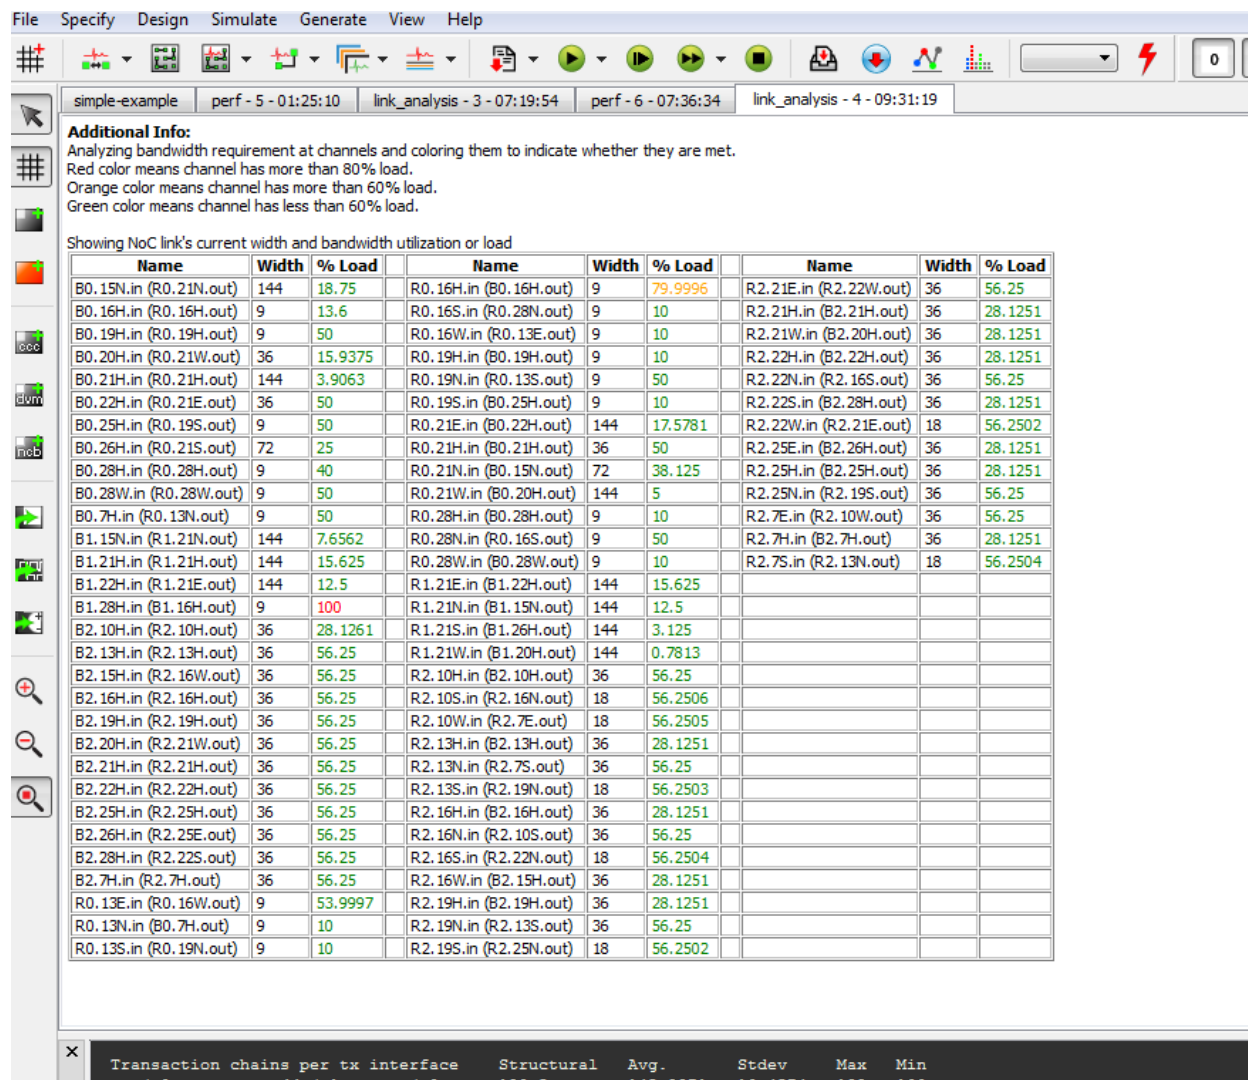 File Specify Design Simulate Generate View Help
0
simple-example perf - 5 - 01:25:10 link_analysis - 3 - 07:19:54 perf - 6 - 07:36:34 link_analysis - 4 - 09:31:19
Additional Info:
Analyzing bandwidth requirement at channels and coloring them to indicate whether they are met.
Red color means channel has more than 80% load.
Orange color means channel has more than 60% load.
Green color means channel has less than 60% load.
Showing NoC link's current width and bandwidth utilization or load
Name Width % Load Name Width % Load Name Width % Load
B0.15N.in (R0.21N.out) 144 18.75 R0.16H.in (B0.16H.out) 9 79.9996 R2.21E.in (R2.22W.out) 36 56.25
B0.16H.in (R0.16H.out) 9 13.6 R0.16S.in (R0.28N.out) 9 10 R2.21H.in (B2.21H.out) 36 28.1251
B0.19H.in (R0.19H.out) 9 50 R0.16W.in (R0.13E.out) 9 10 R2.21W.in (B2.20H.out) 36 28.1251
B0.20H.in (R0.21W.out) 36 15.9375 R0.19H.in (B0.19H.out) 9 10 R2.22H.in (B2.22H.out) 36 28.1251
B0.21H.in (R0.21H.out) 144 3.9063 R0.19N.in (R0.13S.out) 9 50 R2.22N.in (R2.16S.out) 36 56.25
B0.22H.in (R0.21E.out) 36 50 R0.19S.in (B0.25H.out) 9 10 R2.22S.in (B2.28H.out) 36 28.1251
B0.25H.in (R0.19S.out) 9 50 R0.21E.in (B0.22H.out) 144 17.5781 R2.22W.in (R2.21E.out) 18 56.2502
B0.26H.in (R0.21S.out) 72 25 R0.21H.in (B0.21H.out) 36 50 R2.25E.in (B2.26H.out) 36 28.1251
B0.28H.in (R0.28H.out) 9 40 R0.21N.in (B0.15N.out) 72 38.125 R2.25H.in (B2.25H.out) 36 28.1251
B0.28W.in (R0.28W.out) 9 50 R0.21W.in (B0.20H.out) 144 5 R2.25N.in (R2.19S.out) 36 56.25
B0.7H.in (R0.13N.out) 9 50 R0.28H.in (B0.28H.out) 9 10 R2.7E.in (R2.10W.out) 36 56.25
B1.15N.in (R1.21N.out) 144 7.6562 R0.28N.in (R0.16S.out) 9 50 R2.7H.in (B2.7H.out) 36 28.1251
B1.21H.in (R1.21H.out) 144 15.625 R0.28W.in (B0.28W.out) 9 10 R2.7S.in (R2.13N.out) 18 56.2504
B1.22H.in (R1.21E.out) 144 12.5 R1.21E.in (B1.22H.out) 144 15.625
B1.28H.in (B1.16H.out) 9 100 R1.21N.in (B1.15N.out) 144 12.5
B2.10H.in (R2.10H.out) 36 28.1261 R1.21S.in (B1.26H.out) 144 3.125
B2.13H.in (R2.13H.out) 36 56.25 R1.21W.in (B1.20H.out) 144 0.7813
B2.15H.in (R2.16W.out) 36 56.25 R2.10H.in (B2.10H.out) 36 56.25
B2.16H.in (R2.16H.out) 36 56.25 R2.10S.in (R2.16N.out) 18 56.2506
B2.19H.in (R2.19H.out) 36 56.25 R2.10W.in (R2.7E.out) 18 56.2505
B2.20H.in (R2.21W.out) 36 56.25 R2.13H.in (B2.13H.out) 36 28.1251
B2.21H.in (R2.21H.out) 36 56.25 R2.13N.in (R2.7S.out) 36 56.25
B2.22H.in (R2.22H.out) 36 56.25 R2.13S.in (R2.19N.out) 18 56.2503
B2.25H.in (R2.25H.out) 36 56.25 R2.16H.in (B2.16H.out) 36 28.1251
B2.26H.in (R2.25E.out) 36 56.25 R2.16N.in (R2.10S.out) 36 56.25
B2.28H.in (R2.22S.out) 36 56.25 R2.16S.in (R2.22N.out) 18 56.2504
B2.7H.in (R2.7H.out) 36 56.25 R2.16W.in (B2.15H.out) 36 28.1251
R0.13E.in (R0.16W.out) 9 53.9997 R2.19H.in (B2.19H.out) 36 28.1251
R0.13N.in (B0.7H.out) 9 10 R2.19N.in (R2.13S.out) 36 56.25
R0.13S.in (R0.19N.out) 9 10 R2.19S.in (R2.25N.out) 18 56.2502
ccc
dvm
ncb
Transaction chains per tx interface Structural Avg. Stdev Max Min